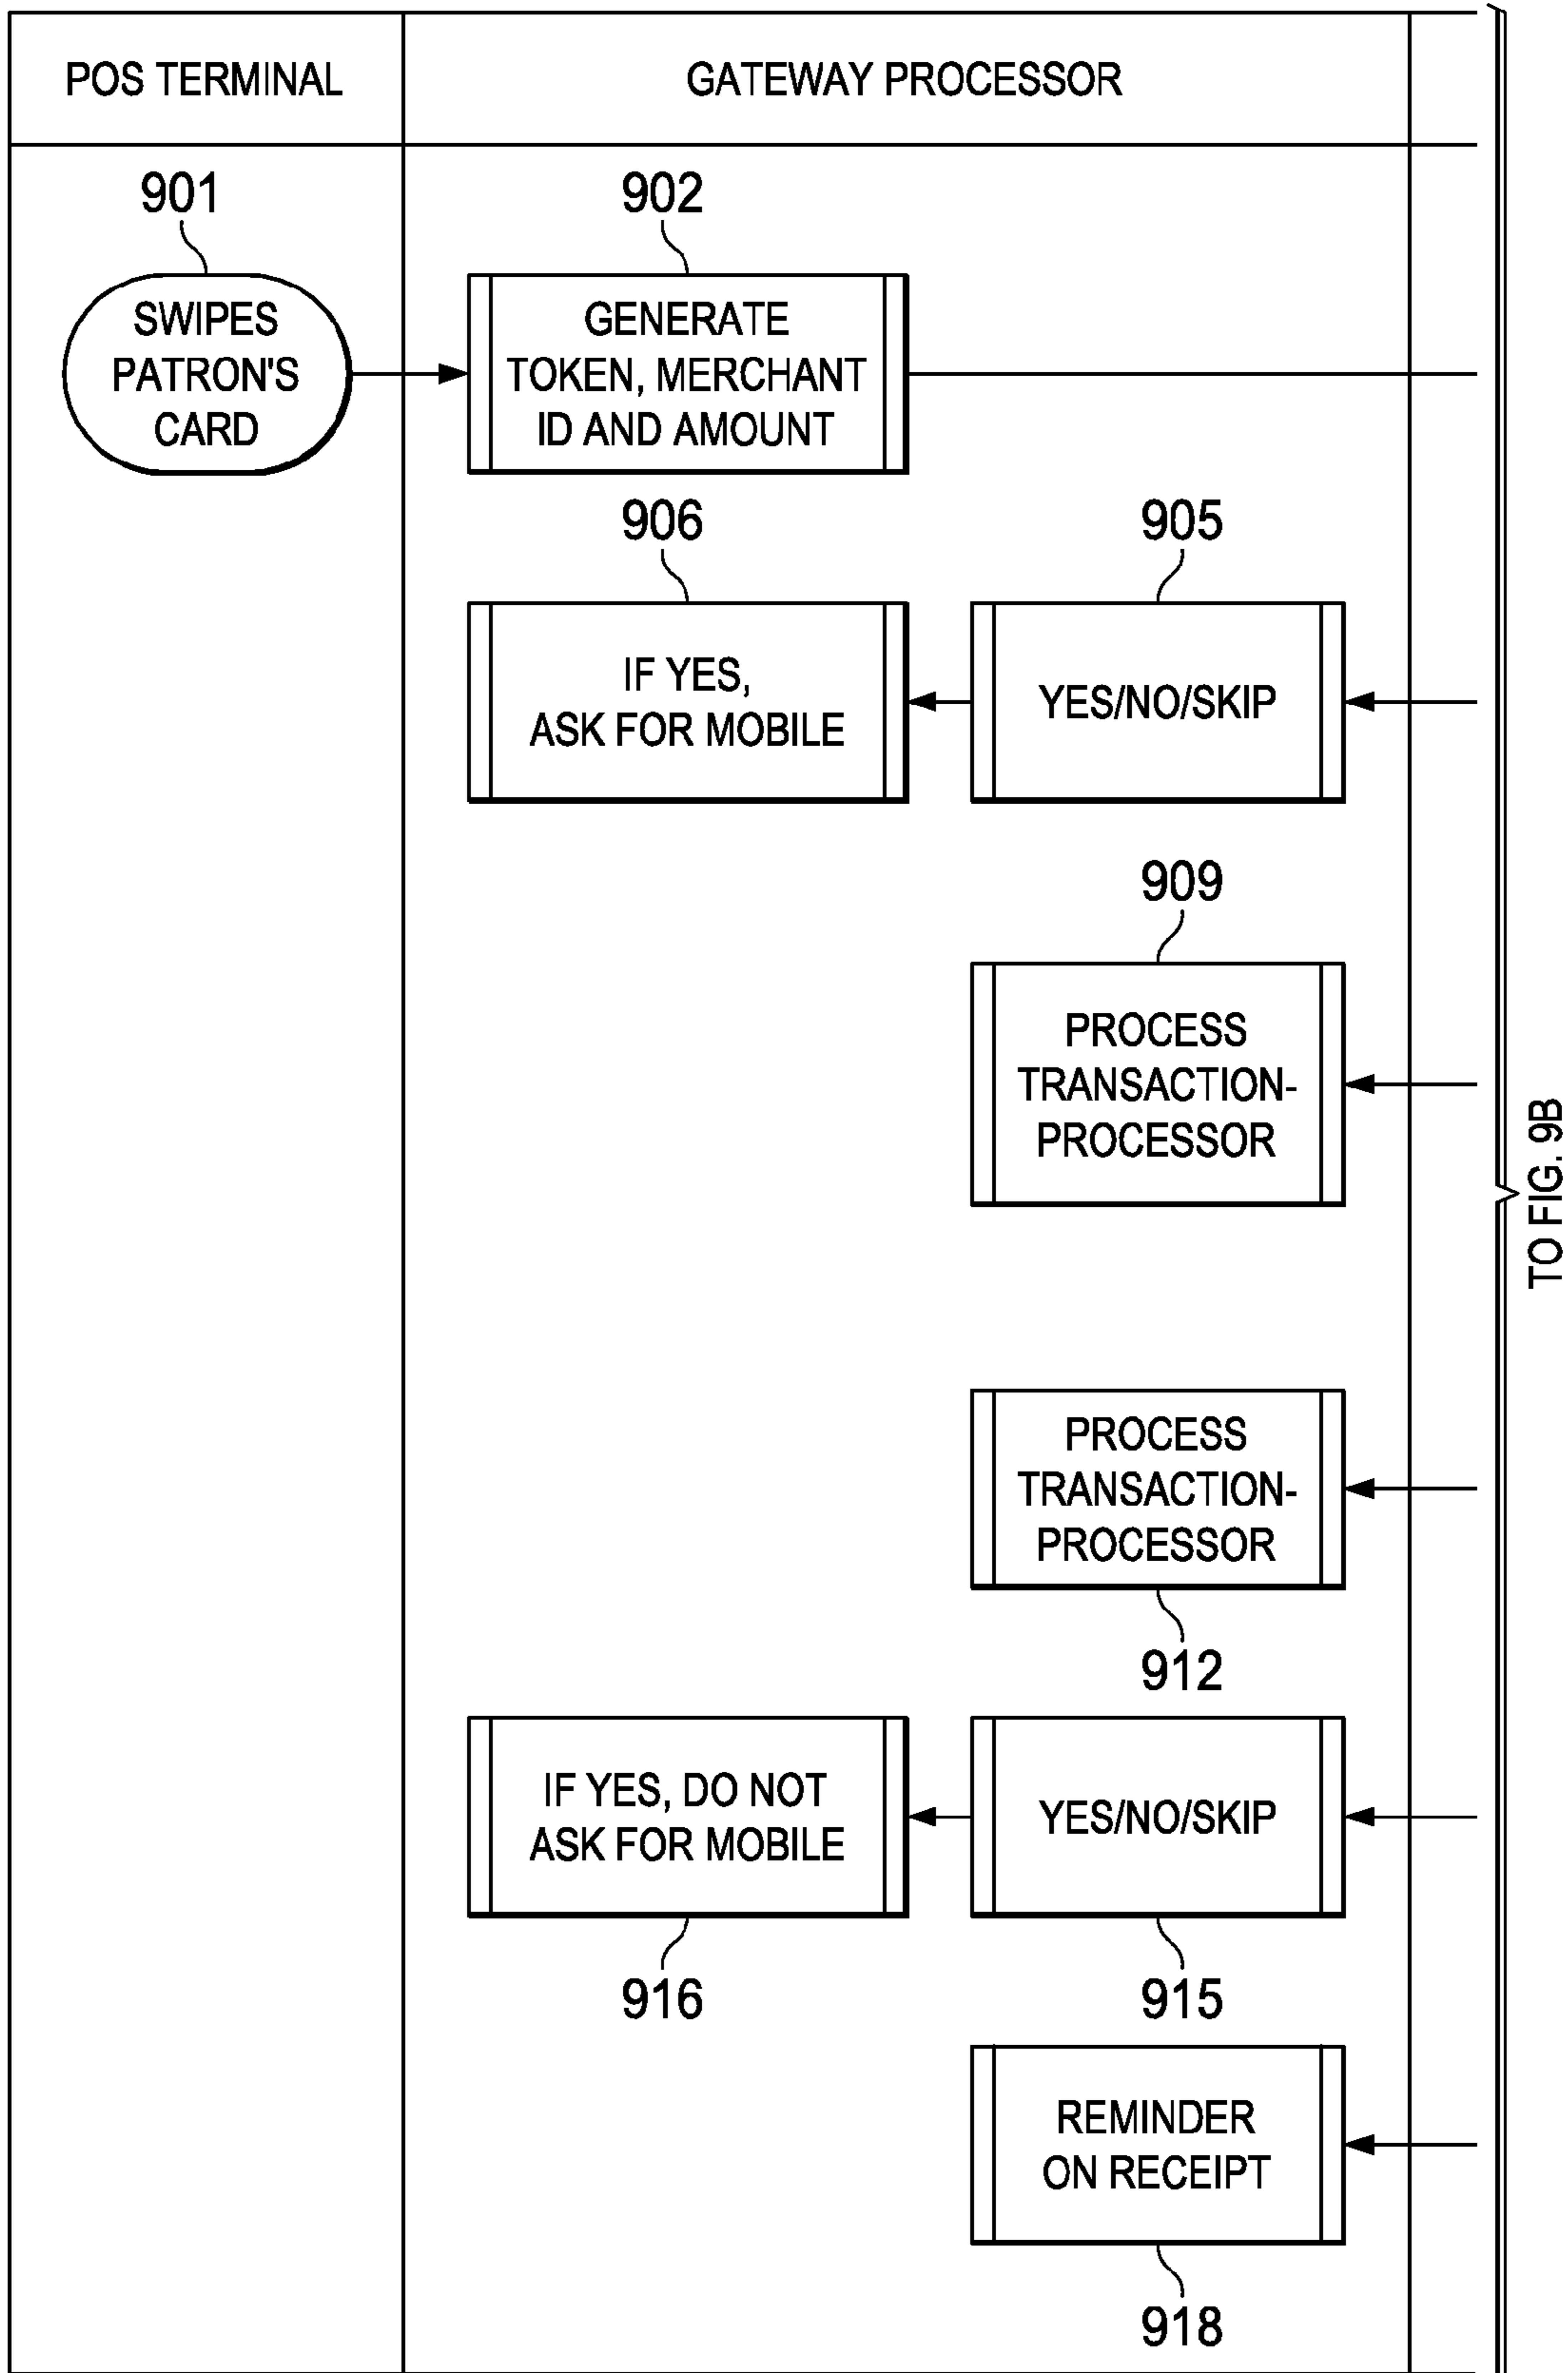 POS TERMINAL
GATEWAY PROCESSOR
901
902
SWIPES
PATRON'S
CARD
GENERATE
TOKEN, MERCHANT
ID AND AMOUNT
906
905
IF YES,
ASK FOR MOBILE
YES/NO/SKIP
909
PROCESS
TRANSACTION-
PROCESSOR
TO FIG. 9B
PROCESS
TRANSACTION-
PROCESSOR
912
IF YES, DO NOT
ASK FOR MOBILE
YES/NO/SKIP
916
915
REMINDER
ON RECEIPT
918